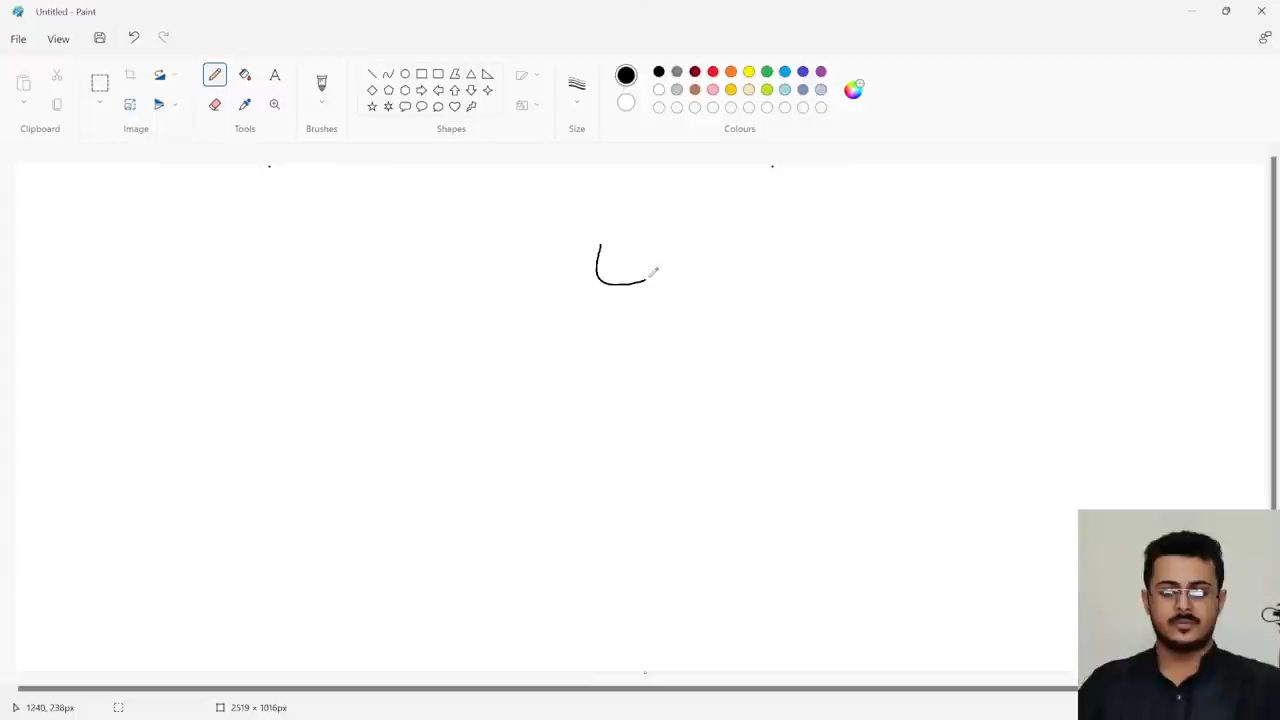 Untitled - Paint
File View
Clipboard Image Tools Brushes Shapes Size Colours
1240, 238px 2519 × 1016px